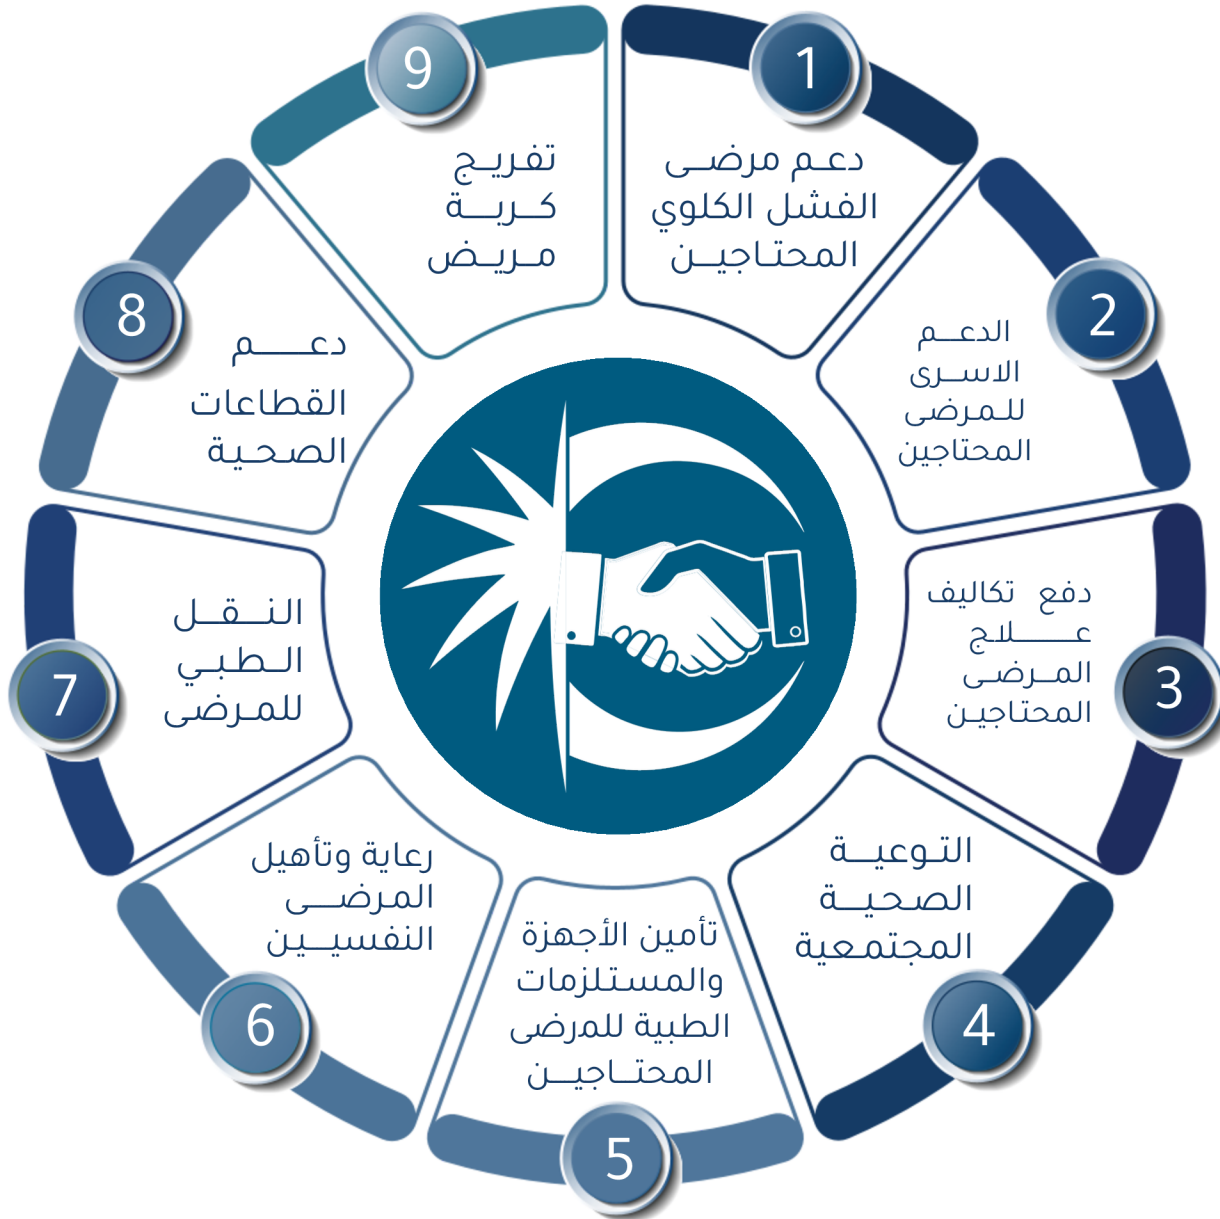 1
دعم مرضى
الفشل الكلوي
المحتاجين
2
الدعم
الاسرى
للمرضى
المحتاجين
3
دفع تكاليف
علاج
المرضى
المحتاجين
4
التوعية
الصحية
المجتمعية
5
تأمين الأجهزة
والمستلزمات
الطبية للمرضى
المحتاجين
6
رعاية وتأهيل
المرضى
النفسيين
7
النقل
الطبي
للمرضى
8
دعم
القطاعات
الصحية
9
تفريج
كربة
مريض